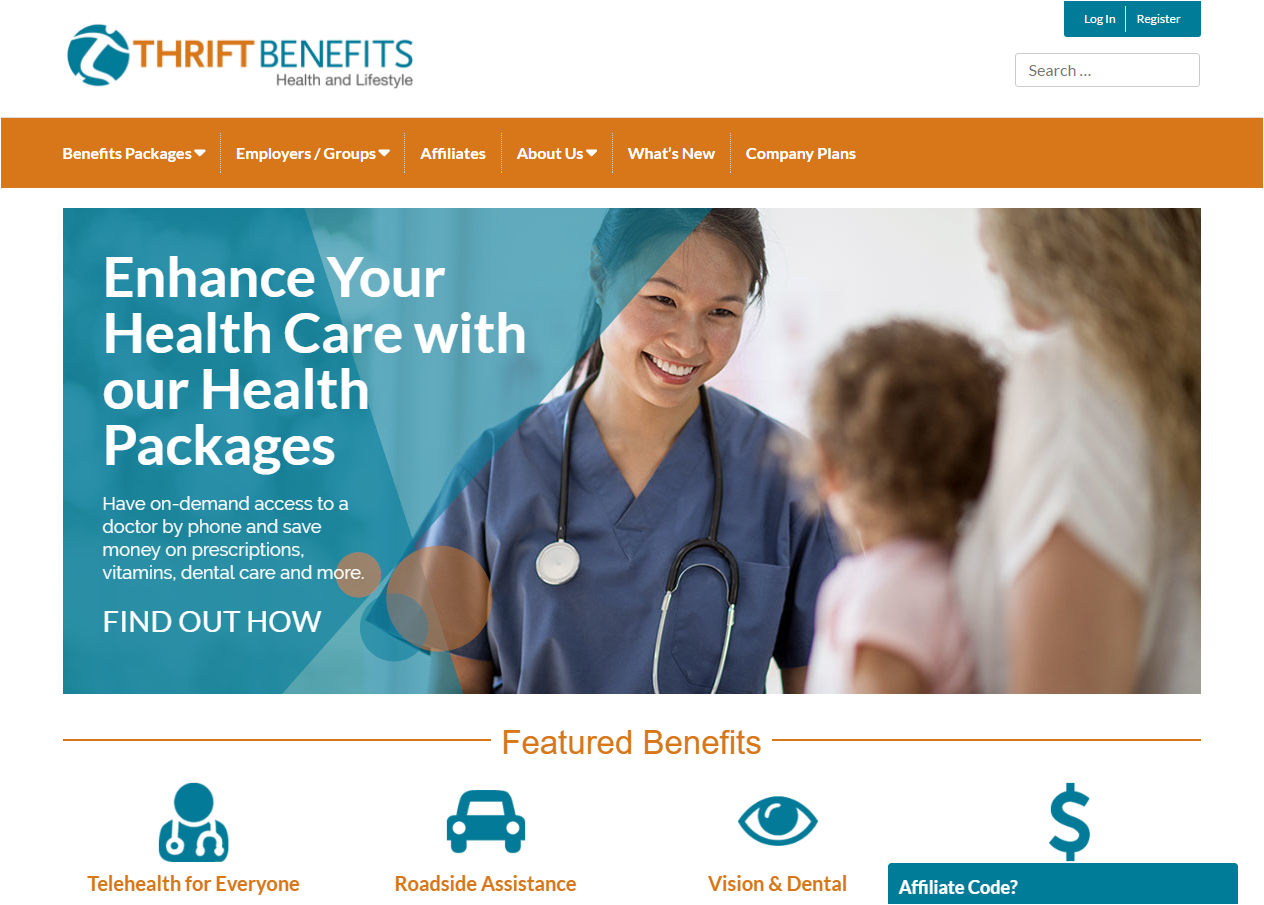 Log In
Register
THRIFT BENEFITS
Health and Lifestyle
Search ...
Benefits Packages
Employers / Groups
Affiliates
About Us
What's New
Company Plans
Enhance Your
Health Care with
our Health
Packages
Have on-demand access to a
doctor by phone and save
money on prescriptions,
vitamins, dental care and more.
FIND OUT HOW
Featured Benefits
Telehealth for Everyone
Roadside Assistance
Vision & Dental
Affiliate Code?